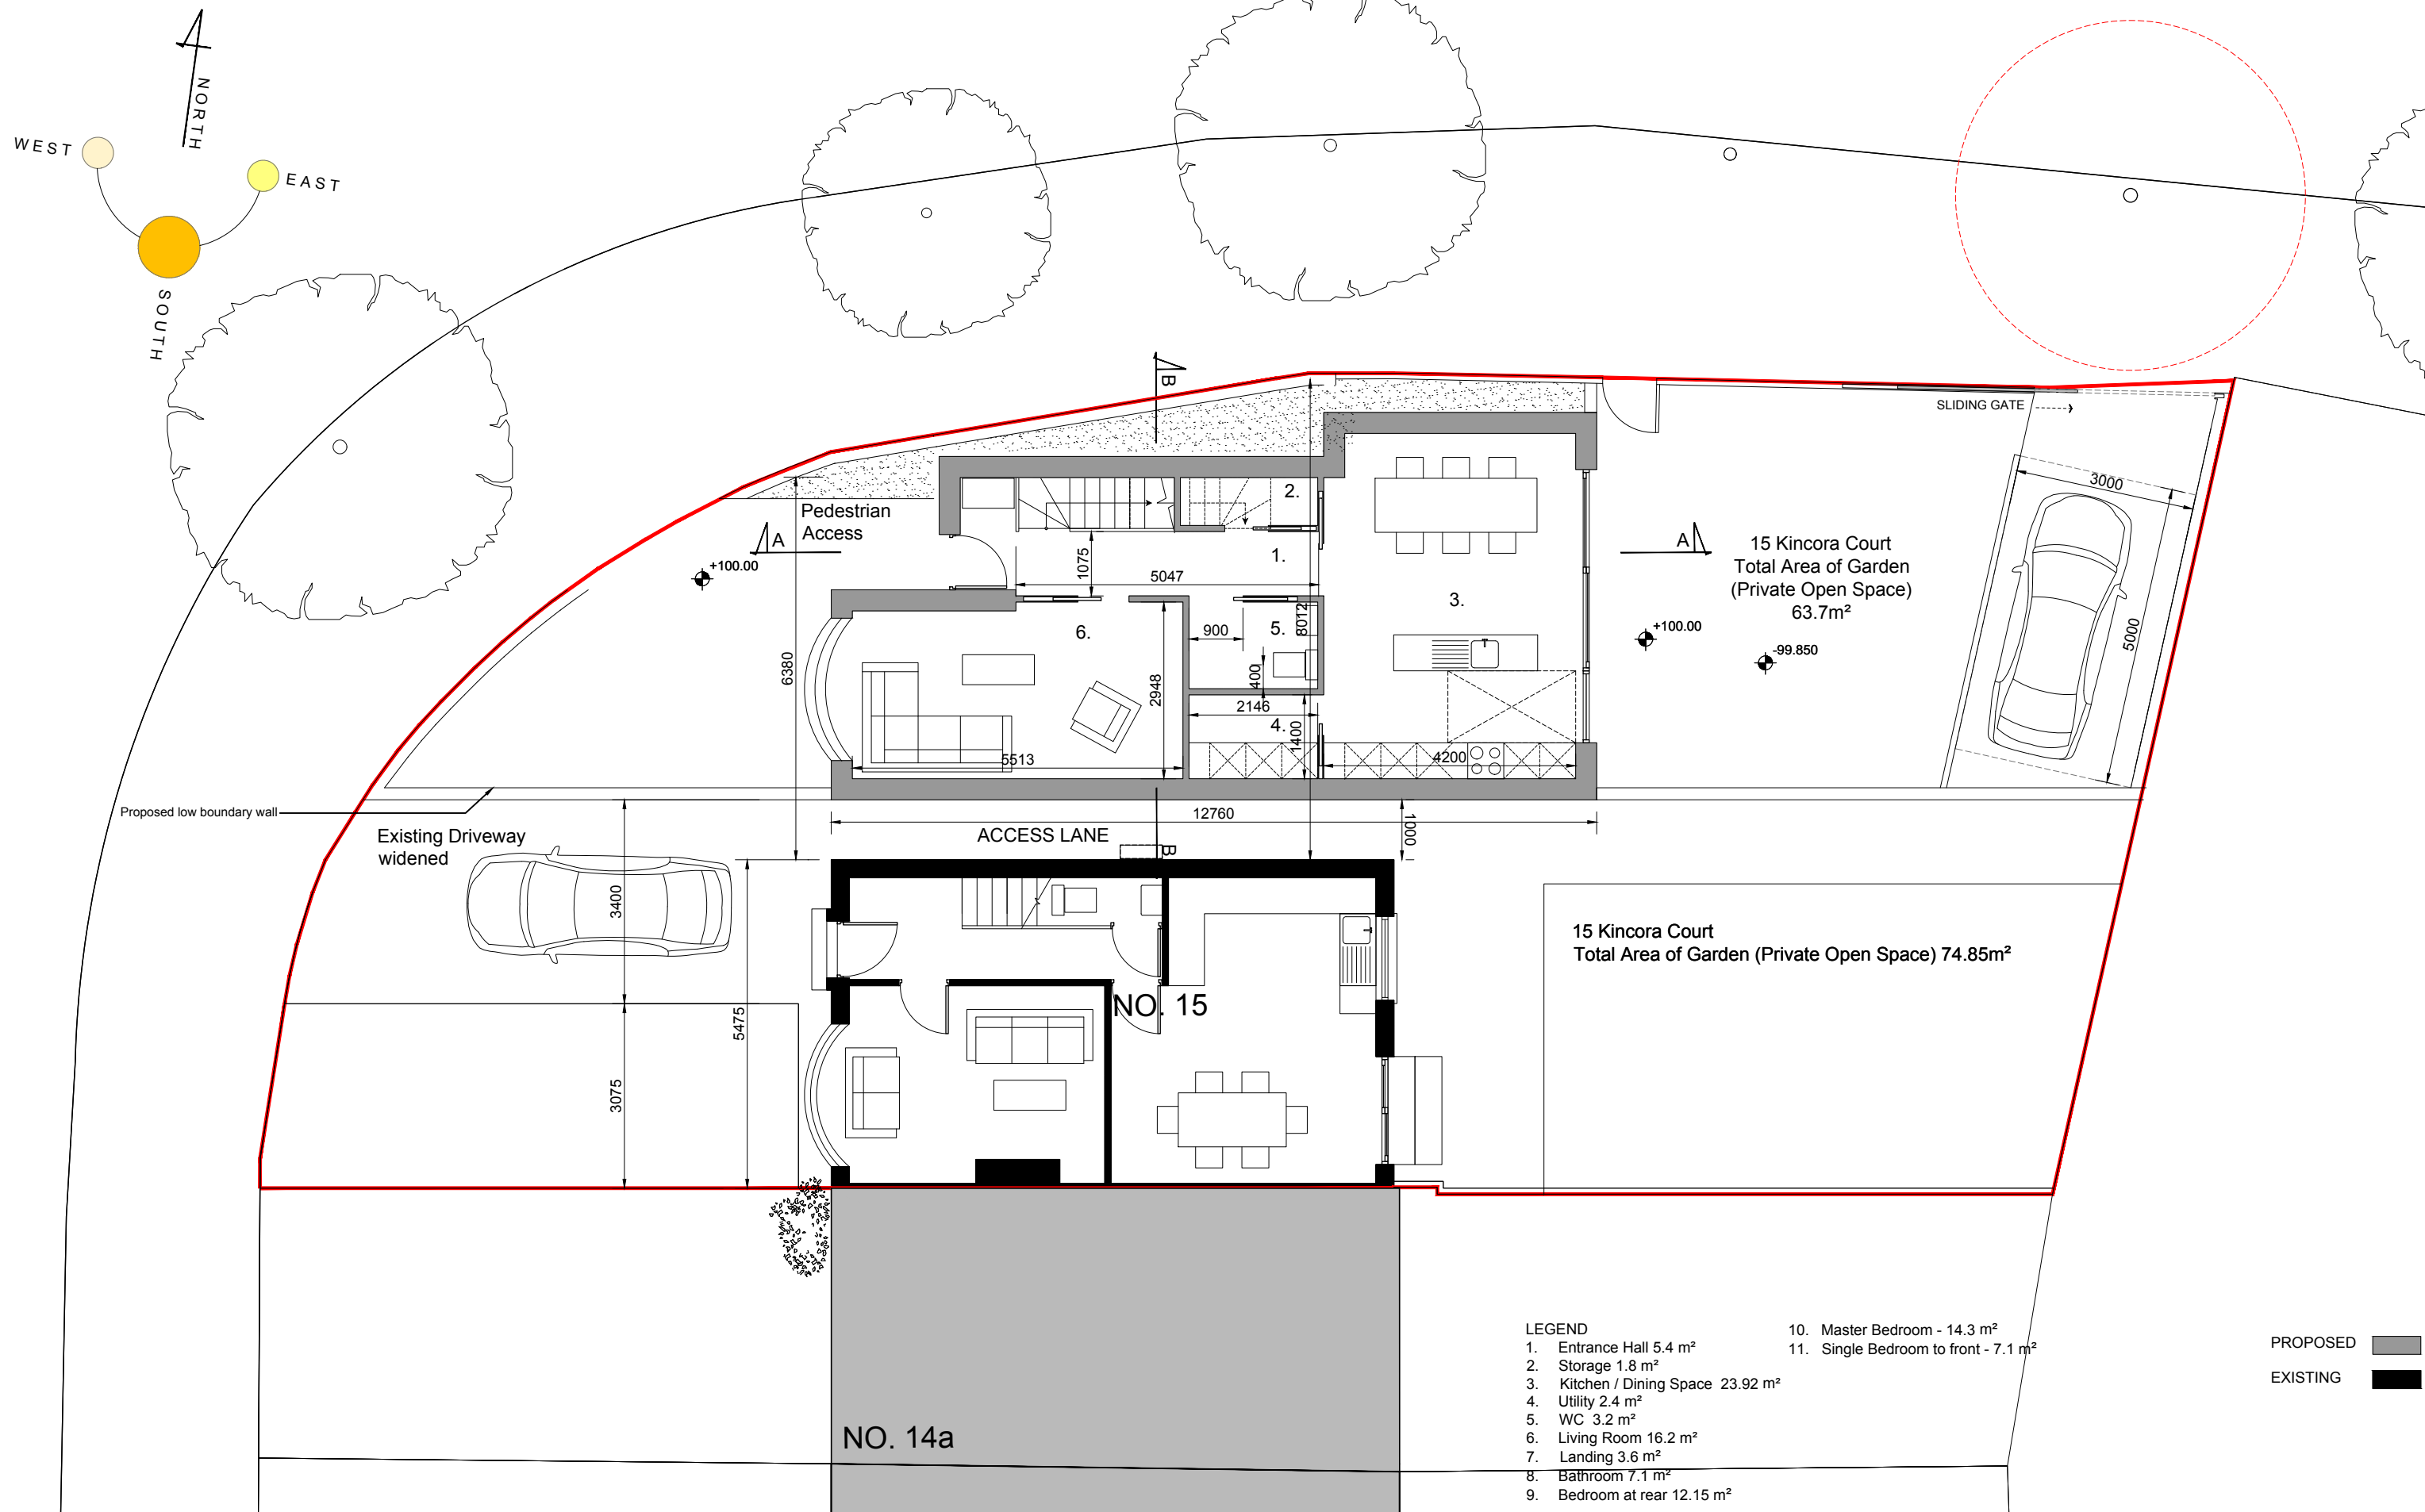 NORTH
WEST
EAST
SOUTH
B
SLIDING GATE
3000
2.
Pedestrian
Access
A
A
+100.00
1.
1075
5047
15 Kincora Court
Total Area of Garden
(Private Open Space)
63.7m²
3.
8012
6.
900
5.
+100.00
-99.850
5000
6380
400
2948
2146
4.
1400
5513
4200
Proposed low boundary wall
12760
1000
Existing Driveway
widened
ACCESS LANE
B
3400
15 Kincora Court
Total Area of Garden (Private Open Space) 74.85m²
NO. 15
5475
3075
LEGEND
1. Entrance Hall 5.4 m²
2. Storage 1.8 m²
3. Kitchen / Dining Space 23.92 m²
4. Utility 2.4 m²
5. WC 3.2 m²
6. Living Room 16.2 m²
7. Landing 3.6 m²
8. Bathroom 7.1 m²
9. Bedroom at rear 12.15 m²
10. Master Bedroom - 14.3 m²
11. Single Bedroom to front - 7.1 m²
PROPOSED
EXISTING
NO. 14a